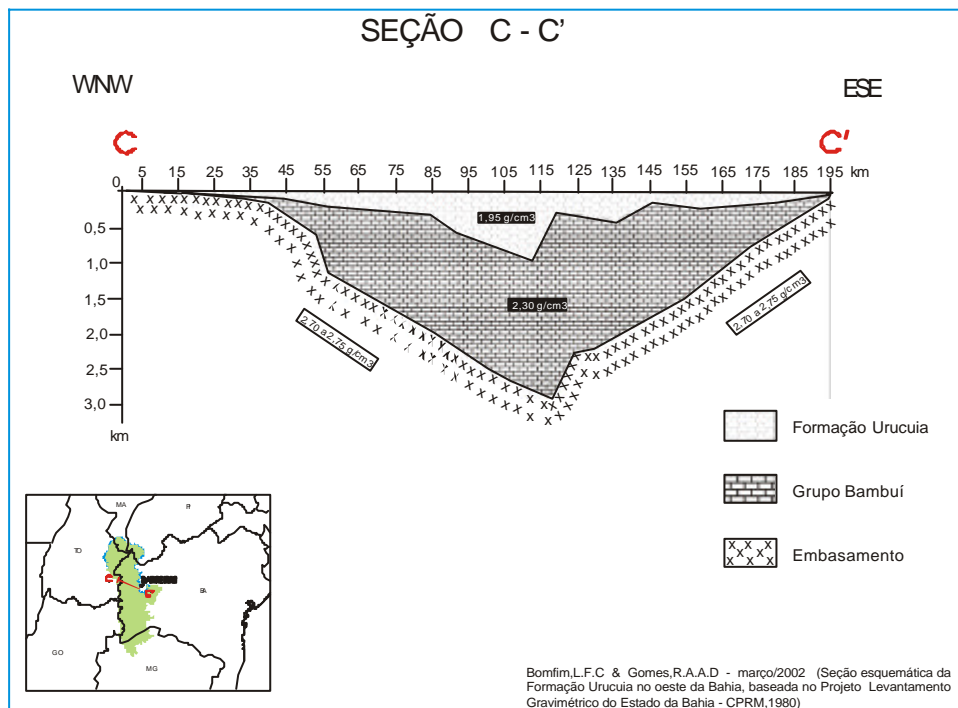 SEÇÃO C - C'
WNW
ESE
C
C'
0
5 15 25 35 45 55 65 75 85 95 105 115 125 135 145 155 165 175 185 195 km
0,5
1,0
1,5
2,0
2,5
3,0
km
1,95 g/cm3
2,30 g/cm3
2,70 a 2,75 g/cm3
2,70 a 2,75 g/cm3
Formação Urucuia
Grupo Bambuí
Embasamento
MA
PI
TO
C
C'
BA
GO
MG
Bomfim,L.F.C & Gomes,R.A.A.D - março/2002 (Seção esquemática da
Formação Urucuia no oeste da Bahia, baseada no Projeto Levantamento
Gravimétrico do Estado da Bahia - CPRM,1980)